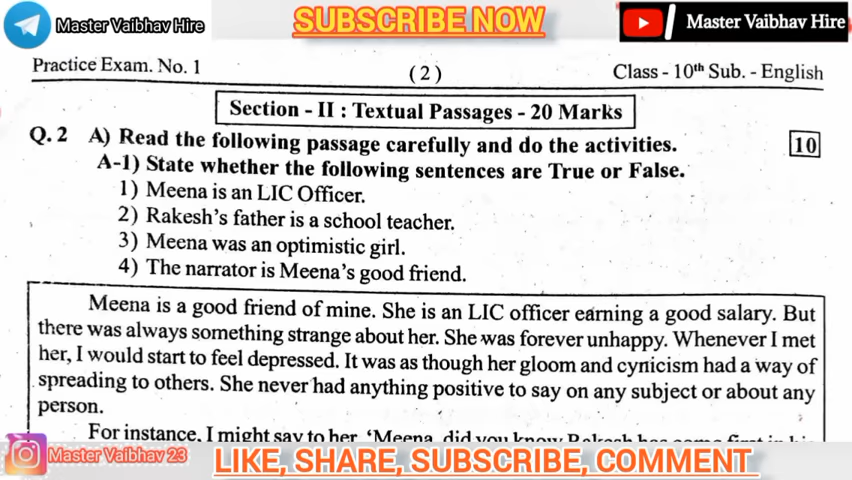 Master Vaibhav Hire
SUBSCRIBE NOW
Master Vaibhav Hire
Practice Exam. No. 1 (2) Class - 10th Sub. - English
Section - II : Textual Passages - 20 Marks
Q. 2 A) Read the following passage carefully and do the activities. 10
A-1) State whether the following sentences are True or False.
1) Meena is an LIC Officer.
2) Rakesh's father is a school teacher.
3) Meena was an optimistic girl.
4) The narrator is Meena's good friend.
Meena is a good friend of mine. She is an LIC officer earning a good salary. But
there was always something strange about her. She was forever unhappy. Whenever I met
her, I would start to feel depressed. It was as though her gloom and cynicism had a way of
spreading to others. She never had anything positive to say on any subject or about any
person.
For instance, I might say to her, 'Meena, did you know Rakesh has come first in his
Master Vaibhav 23
LIKE, SHARE, SUBSCRIBE, COMMENT